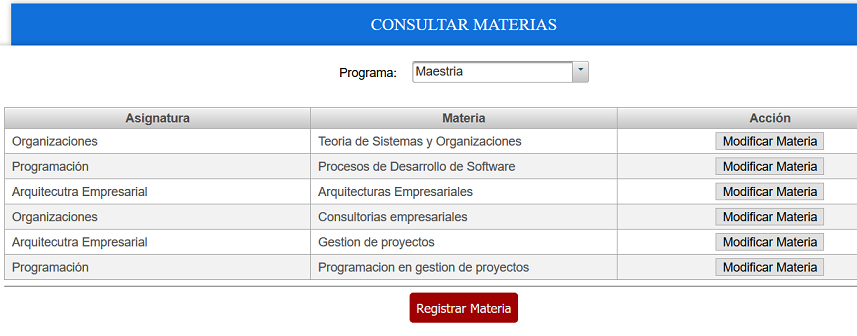 CONSULTAR MATERIAS
Programa: Maestria
Asignatura Materia Acción
Organizaciones Teoria de Sistemas y Organizaciones Modificar Materia
Programación Procesos de Desarrollo de Software Modificar Materia
Arquitecutra Empresarial Arquitecturas Empresariales Modificar Materia
Organizaciones Consultorias empresariales Modificar Materia
Arquitecutra Empresarial Gestion de proyectos Modificar Materia
Programación Programacion en gestion de proyectos Modificar Materia
Registrar Materia